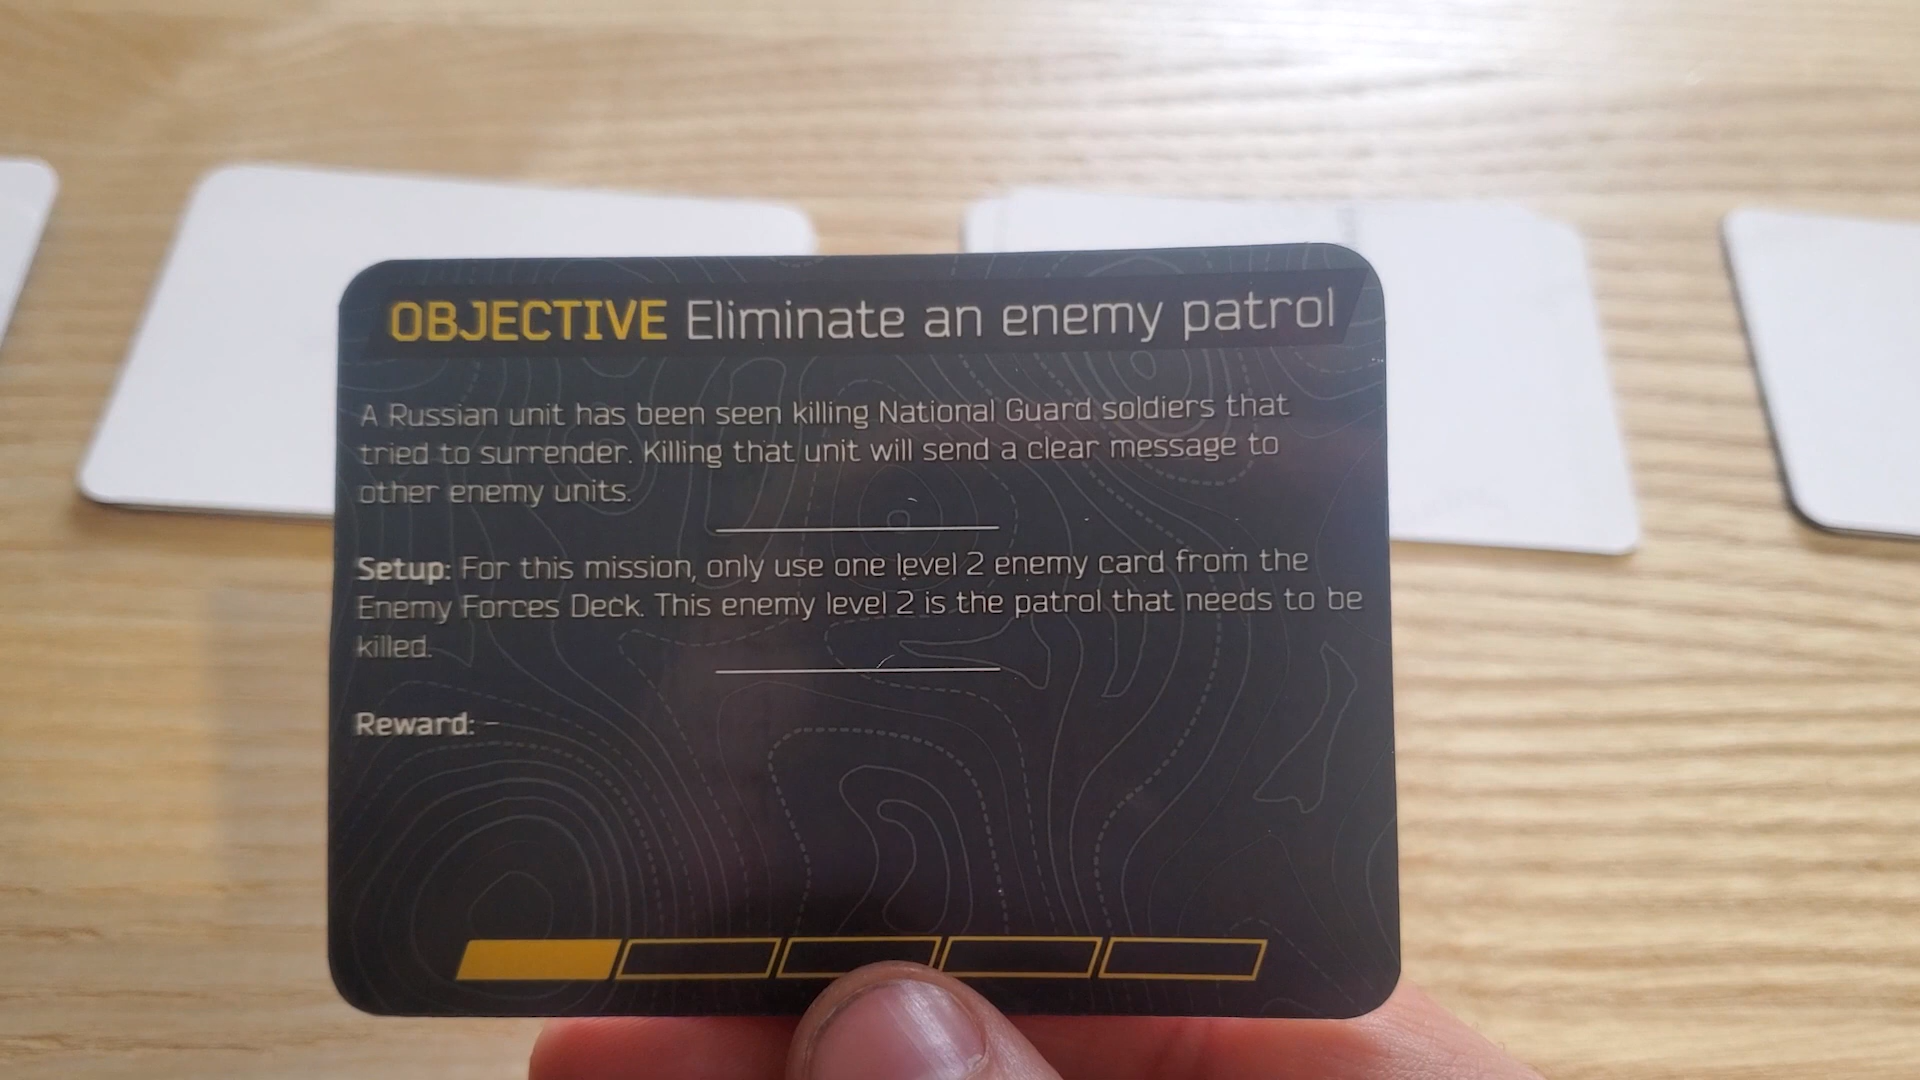 OBJECTIVE Eliminate an enemy patrol
A Russian unit has been seen killing National Guard soldiers that
tried to surrender. Killing that unit will send a clear message to
other enemy units.
Setup: For this mission, only use one level 2 enemy card from the
Enemy Forces Deck. This enemy level 2 is the patrol that needs to be
killed.
Reward: -